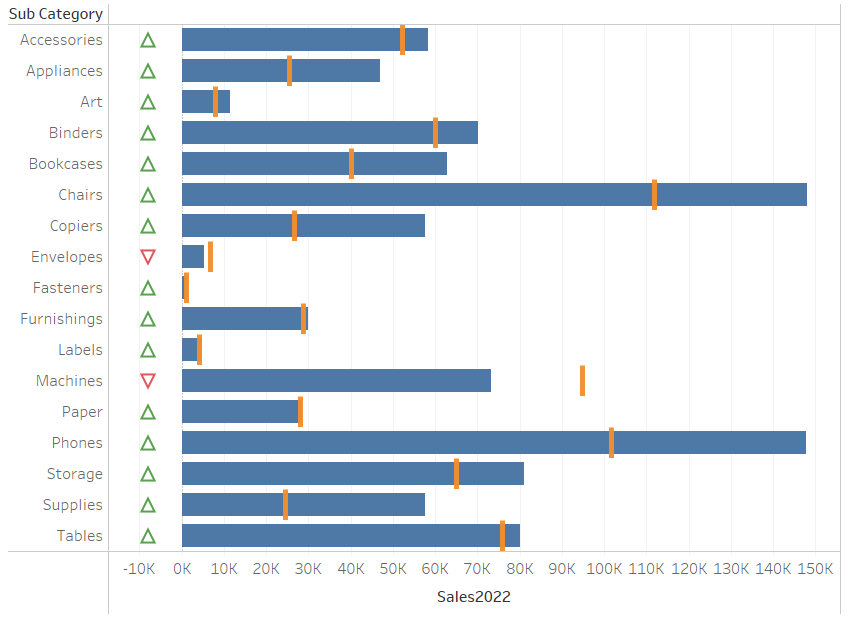 Sub Category
Accessories
Appliances
Art
Binders
Bookcases
Chairs
Copiers
Envelopes
Fasteners
Furnishings
Labels
Machines
Paper
Phones
Storage
Supplies
Tables
-10K 0K 10K 20K 30K 40K 50K 60K 70K 80K 90K 100K 110K 120K 130K 140K 150K
Sales2022